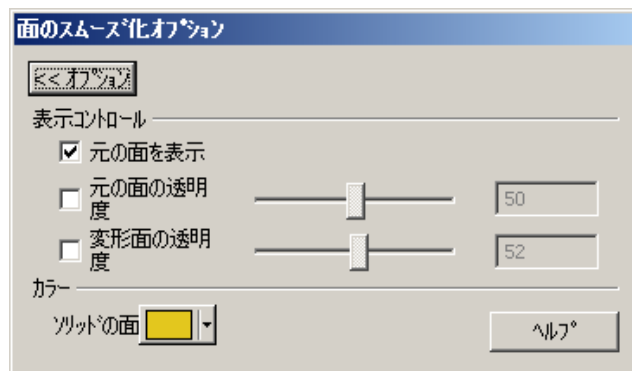 面のスムーズ化オプション
<< オプション
表示コントロール
元の面を表示
元の面の透明
度
50
変形面の透明
度
52
カラー
ソリッドの面
ヘルプ